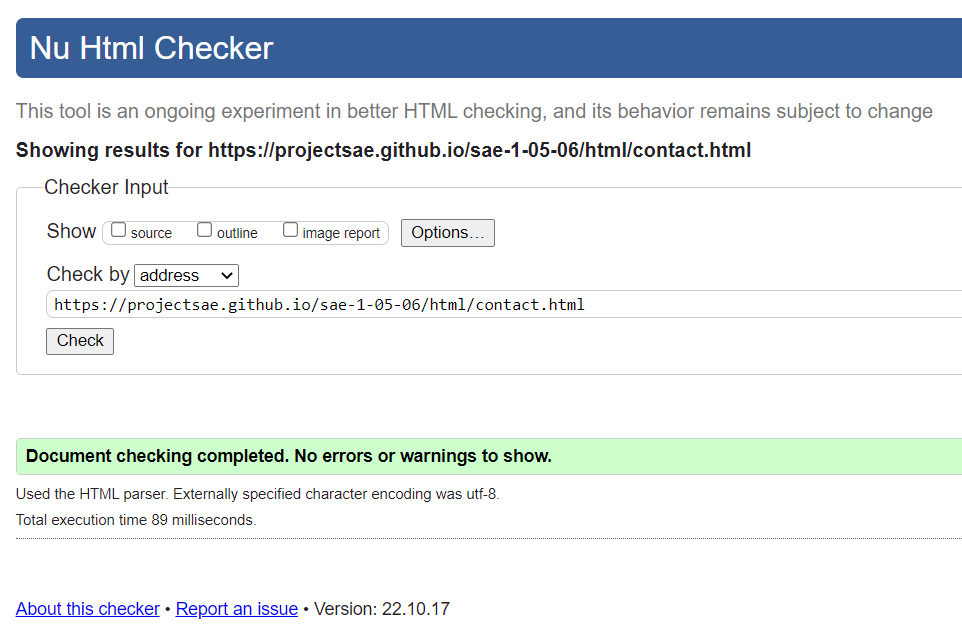 Nu Html Checker
This tool is an ongoing experiment in better HTML checking, and its behavior remains subject to change
Showing results for https://projectsae.github.io/sae-1-05-06/html/contact.html
Checker Input
Show source outline image report Options...
Check by address
https://projectsae.github.io/sae-1-05-06/html/contact.html
Check
Document checking completed. No errors or warnings to show.
Used the HTML parser. Externally specified character encoding was utf-8.
Total execution time 89 milliseconds.
About this checker • Report an issue • Version: 22.10.17